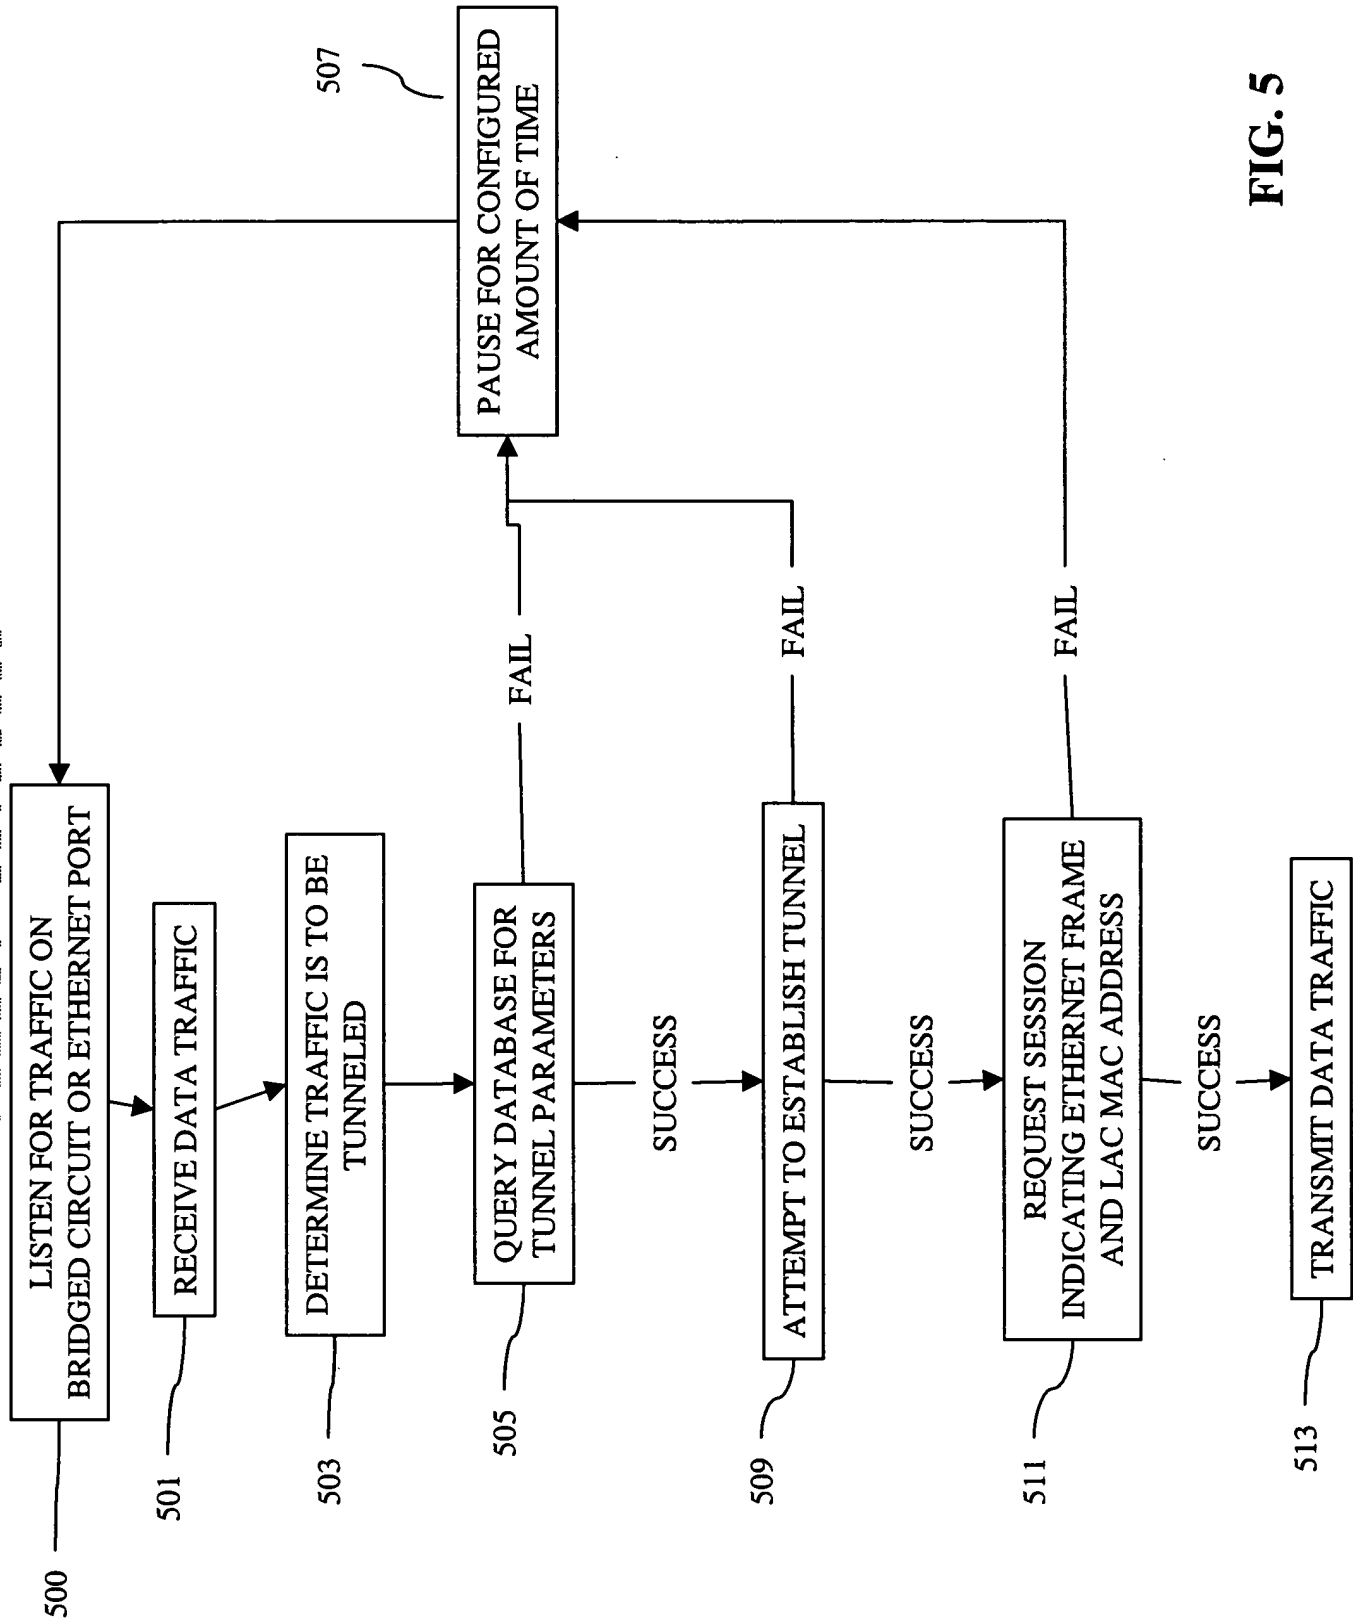 500
LISTEN FOR TRAFFIC ON
BRIDGED CIRCUIT OR ETHERNET PORT
501
RECEIVE DATA TRAFFIC
503
DETERMINE TRAFFIC IS TO BE
TUNNELED
505
QUERY DATABASE FOR
TUNNEL PARAMETERS
FAIL
507
PAUSE FOR CONFIGURED
AMOUNT OF TIME
SUCCESS
509
ATTEMPT TO ESTABLISH TUNNEL
FAIL
SUCCESS
511
REQUEST SESSION
INDICATING ETHERNET FRAME
AND LAC MAC ADDRESS
FAIL
SUCCESS
513
TRANSMIT DATA TRAFFIC
FIG. 5